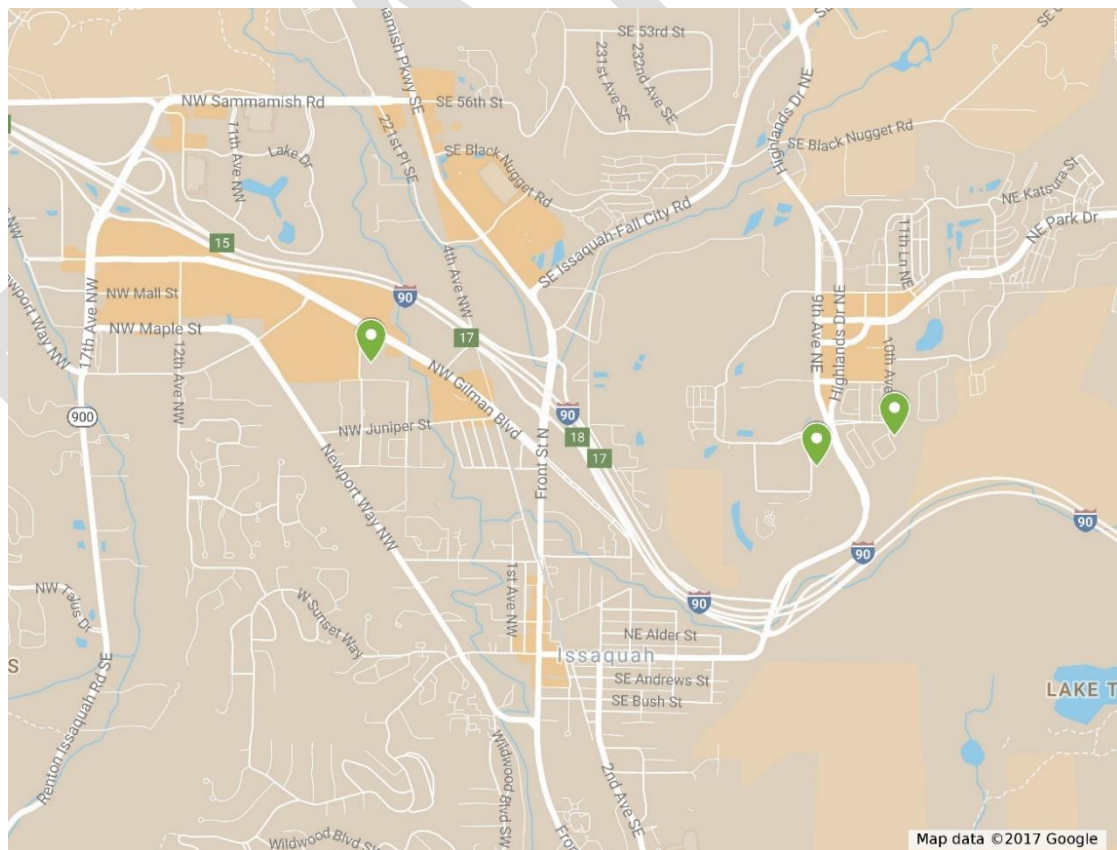 SE 53rd St
231st Ave SE
232nd Ave SE
NW Sammamish Rd
SE 56th St
Highlands Dr NE
221st Pl SE
SE Black Nugget Rd
SE Black Nugget Rd
Lake Dr
NE Katsura St
NE Park Dr
11th Ln NE
SE Issaquah-Fall City Rd
4th Ave NW
15
90
NW Mall St
17th Ave NW
NW Maple St
12th Ave NW
17
9th Ave NE
Highlands Dr NE
10th Ave
NW Gilman Blvd
900
NW Juniper St
Front St N
90
18
17
Newport Way NW
90
90
90
1st Ave NW
NW Talus Dr
W Sunset Way
NE Alder St
Issaquah
SE Andrews St
SE Bush St
LAKE T
Renton Issaquah Rd SE
Wildwood Blvd SW
2nd Ave SE
Wildwood Blvd S
Fron
Map data ©2017 Google